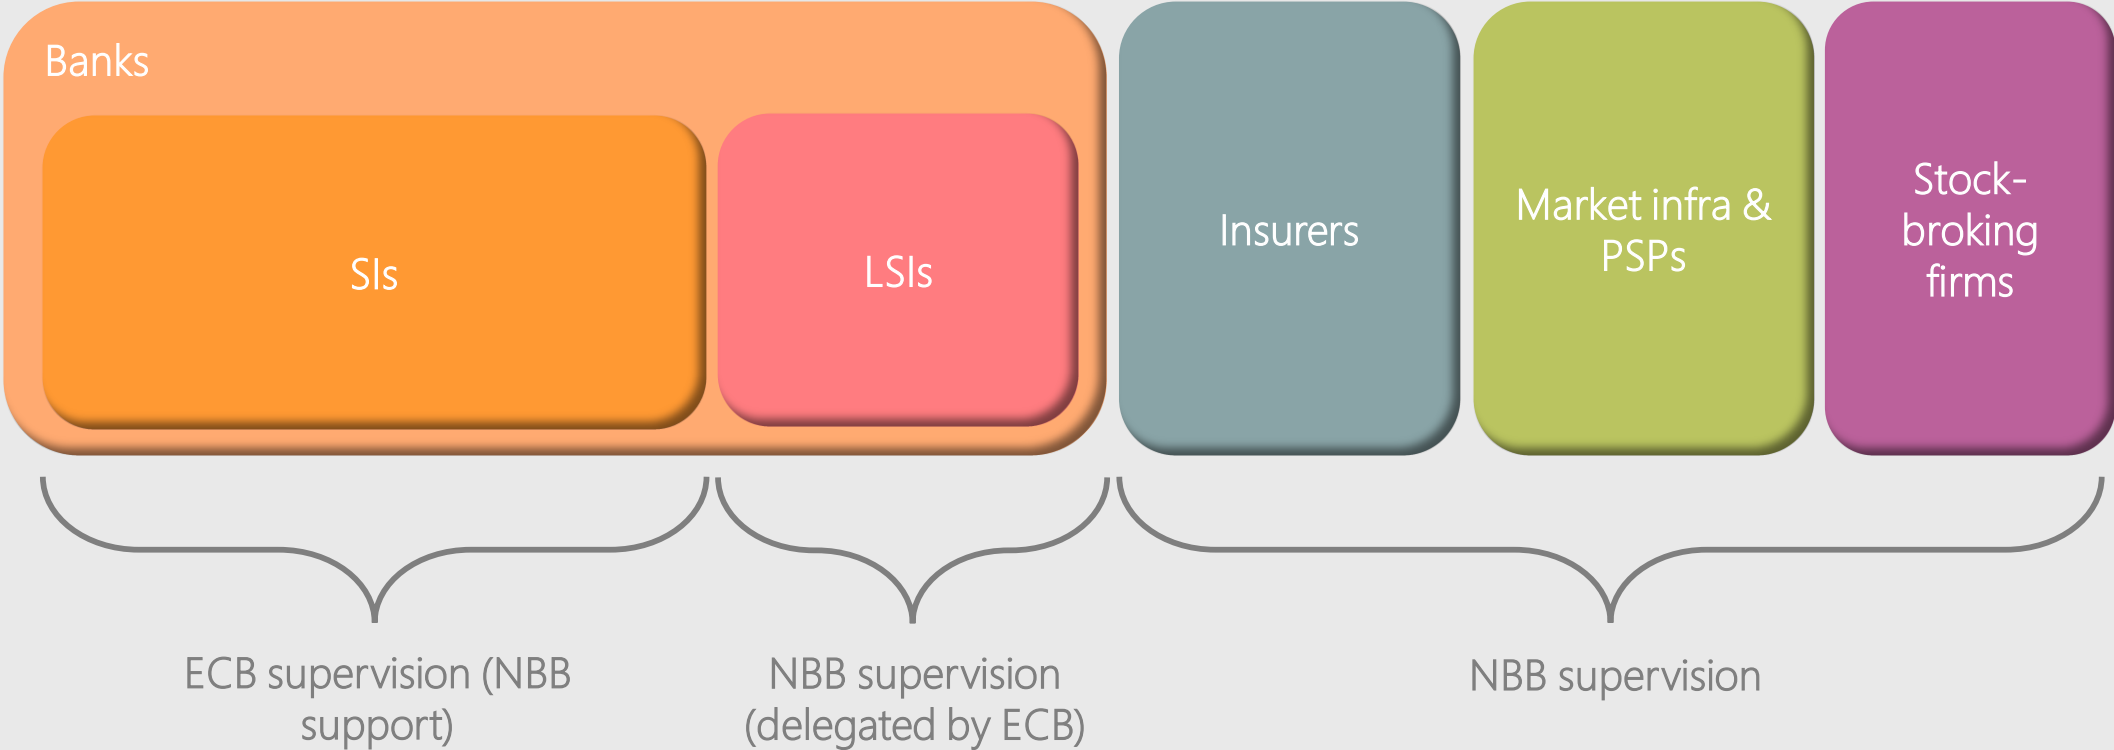 Banks
SIs
LSIs
Insurers
Market infra &
PSPs
Stock-
broking
firms
ECB supervision (NBB
support)
NBB supervision
(delegated by ECB)
NBB supervision